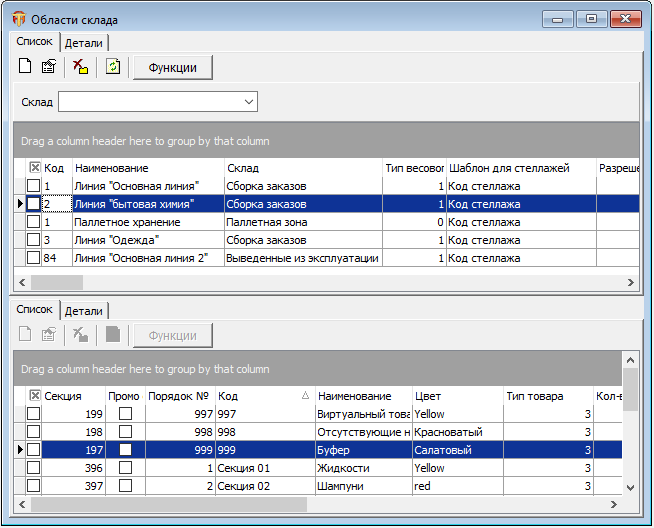 Области склада
Список Детали
Функции
Склад
Drag a column header here to group by that column
Код Наименование Склад Тип весовог Шаблон для стеллажей Разреше
1 Линия "Основная линия" Сборка заказов 1 Код стеллажа
2 Линия "бытовая химия" Сборка заказов 1 Код стеллажа
1 Паллетное хранение Паллетная зона 0 Код стеллажа
3 Линия "Одежда" Сборка заказов 1 Код стеллажа
84 Линия "Основная линия 2" Выведенные из эксплуатации 1 Код стеллажа
Список Детали
Функции
Drag a column header here to group by that column
Секция Промо Порядок № Код Наименование Цвет Тип товара Кол-в
199 997 997 Виртуальный това Yellow 3
198 998 998 Отсутствующие н Красноватый 3
197 999 999 Буфер Салатовый 3
396 1 Секция 01 Жидкости Yellow 3
397 2 Секция 02 Шампуни red 3